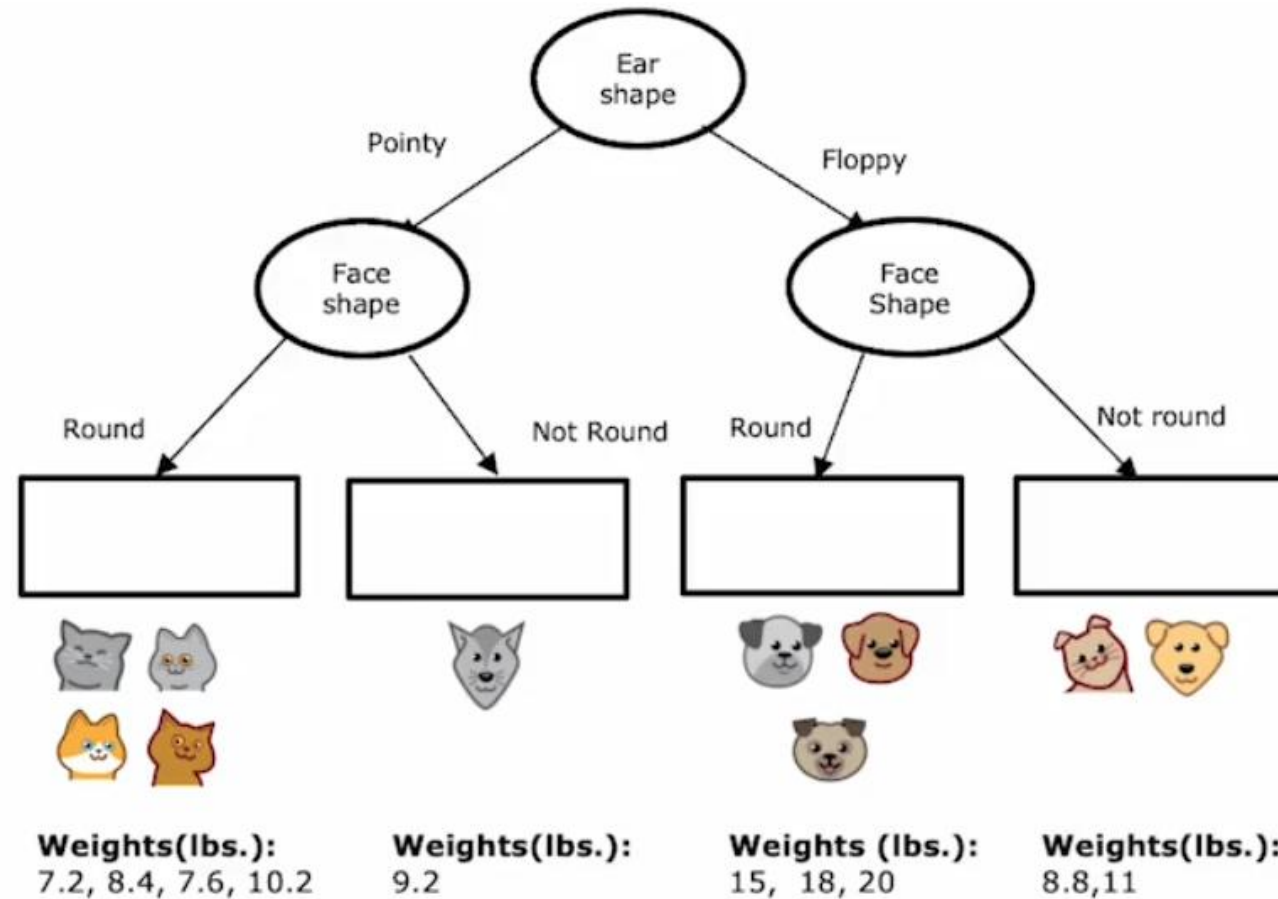 Ear
shape
Pointy
Floppy
Face
shape
Face
Shape
Round
Not Round
Round
Not round
Weights(lbs.):
7.2, 8.4, 7.6, 10.2
Weights(lbs.):
9.2
Weights (lbs.):
15, 18, 20
Weights(lbs.):
8.8,11